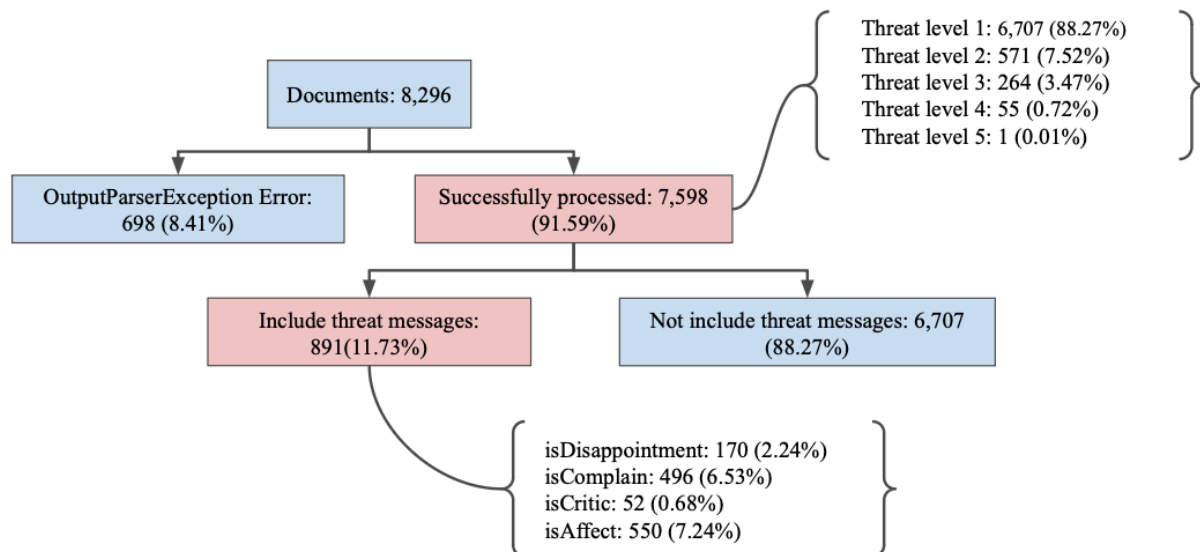 Documents: 8,296
Threat level 1: 6,707 (88.27%)
Threat level 2: 571 (7.52%)
Threat level 3: 264 (3.47%)
Threat level 4: 55 (0.72%)
Threat level 5: 1 (0.01%)
OutputParserException Error:
698 (8.41%)
Successfully processed: 7,598
(91.59%)
Include threat messages:
891(11.73%)
Not include threat messages: 6,707
(88.27%)
isDisappointment: 170 (2.24%)
isComplain: 496 (6.53%)
isCritic: 52 (0.68%)
isAffect: 550 (7.24%)